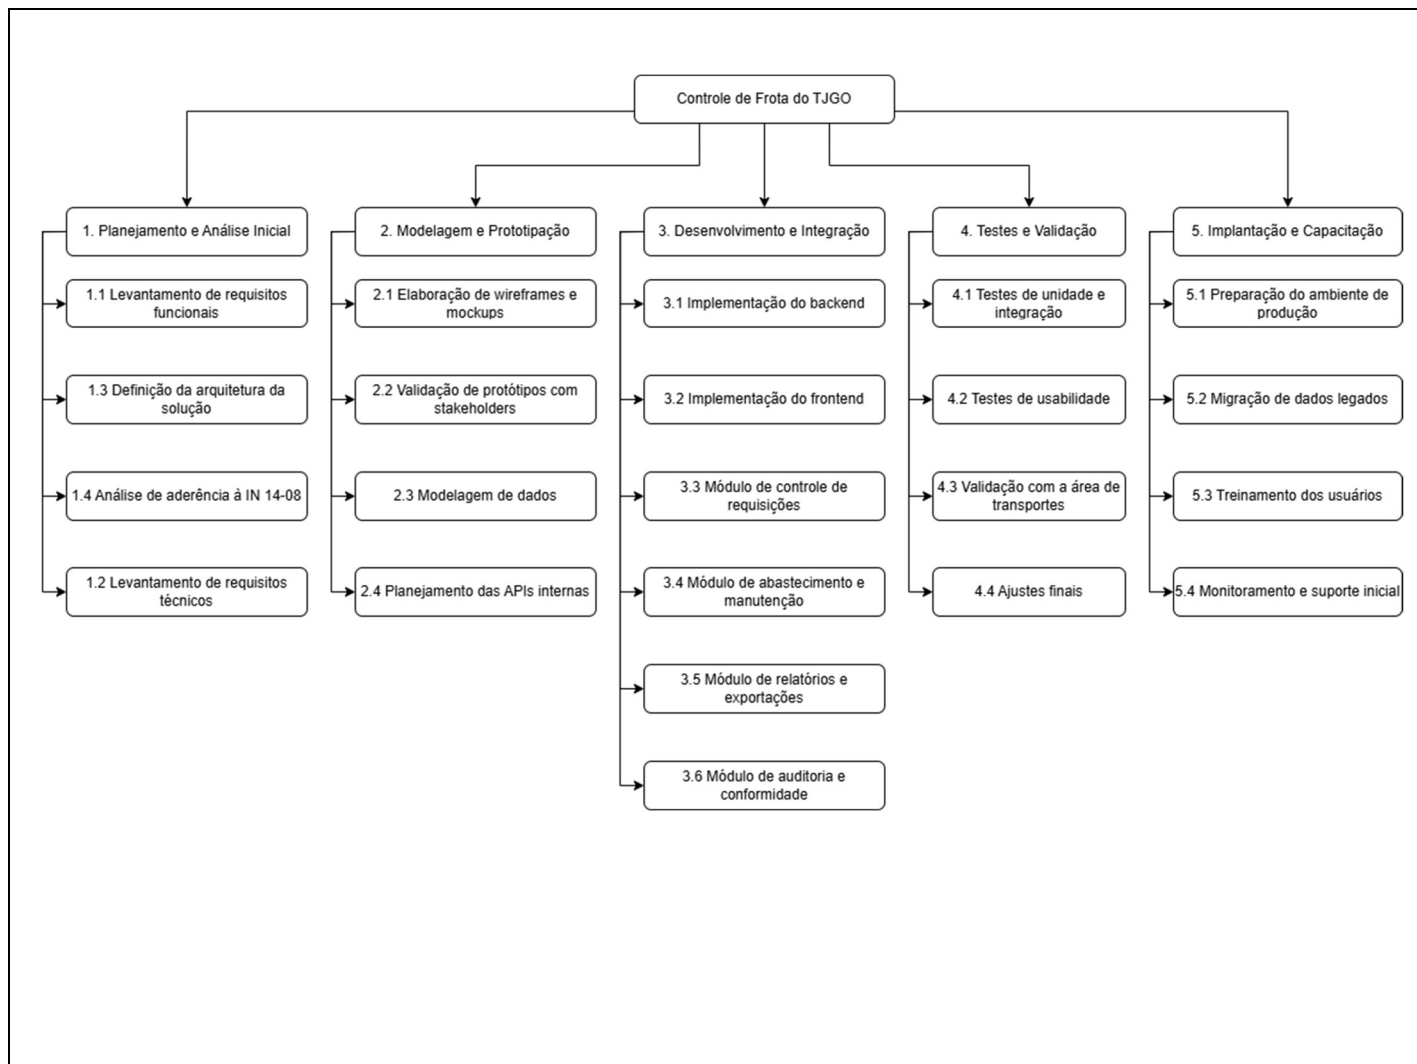 Controle de Frota do TJGO
1. Planejamento e Análise Inicial
1.1 Levantamento de requisitos
funcionais
1.3 Definição da arquitetura da
solução
1.4 Análise de aderência à IN 14-08
1.2 Levantamento de requisitos
técnicos
2. Modelagem e Prototipação
2.1 Elaboração de wireframes e
mockups
2.2 Validação de protótipos com
stakeholders
2.3 Modelagem de dados
2.4 Planejamento das APIs internas
3. Desenvolvimento e Integração
3.1 Implementação do backend
3.2 Implementação do frontend
3.3 Módulo de controle de
requisições
3.4 Módulo de abastecimento e
manutenção
3.5 Módulo de relatórios e
exportações
3.6 Módulo de auditoria e
conformidade
4. Testes e Validação
4.1 Testes de unidade e
integração
4.2 Testes de usabilidade
4.3 Validação com a área de
transportes
4.4 Ajustes finais
5. Implantação e Capacitação
5.1 Preparação do ambiente de
produção
5.2 Migração de dados legados
5.3 Treinamento dos usuários
5.4 Monitoramento e suporte inicial